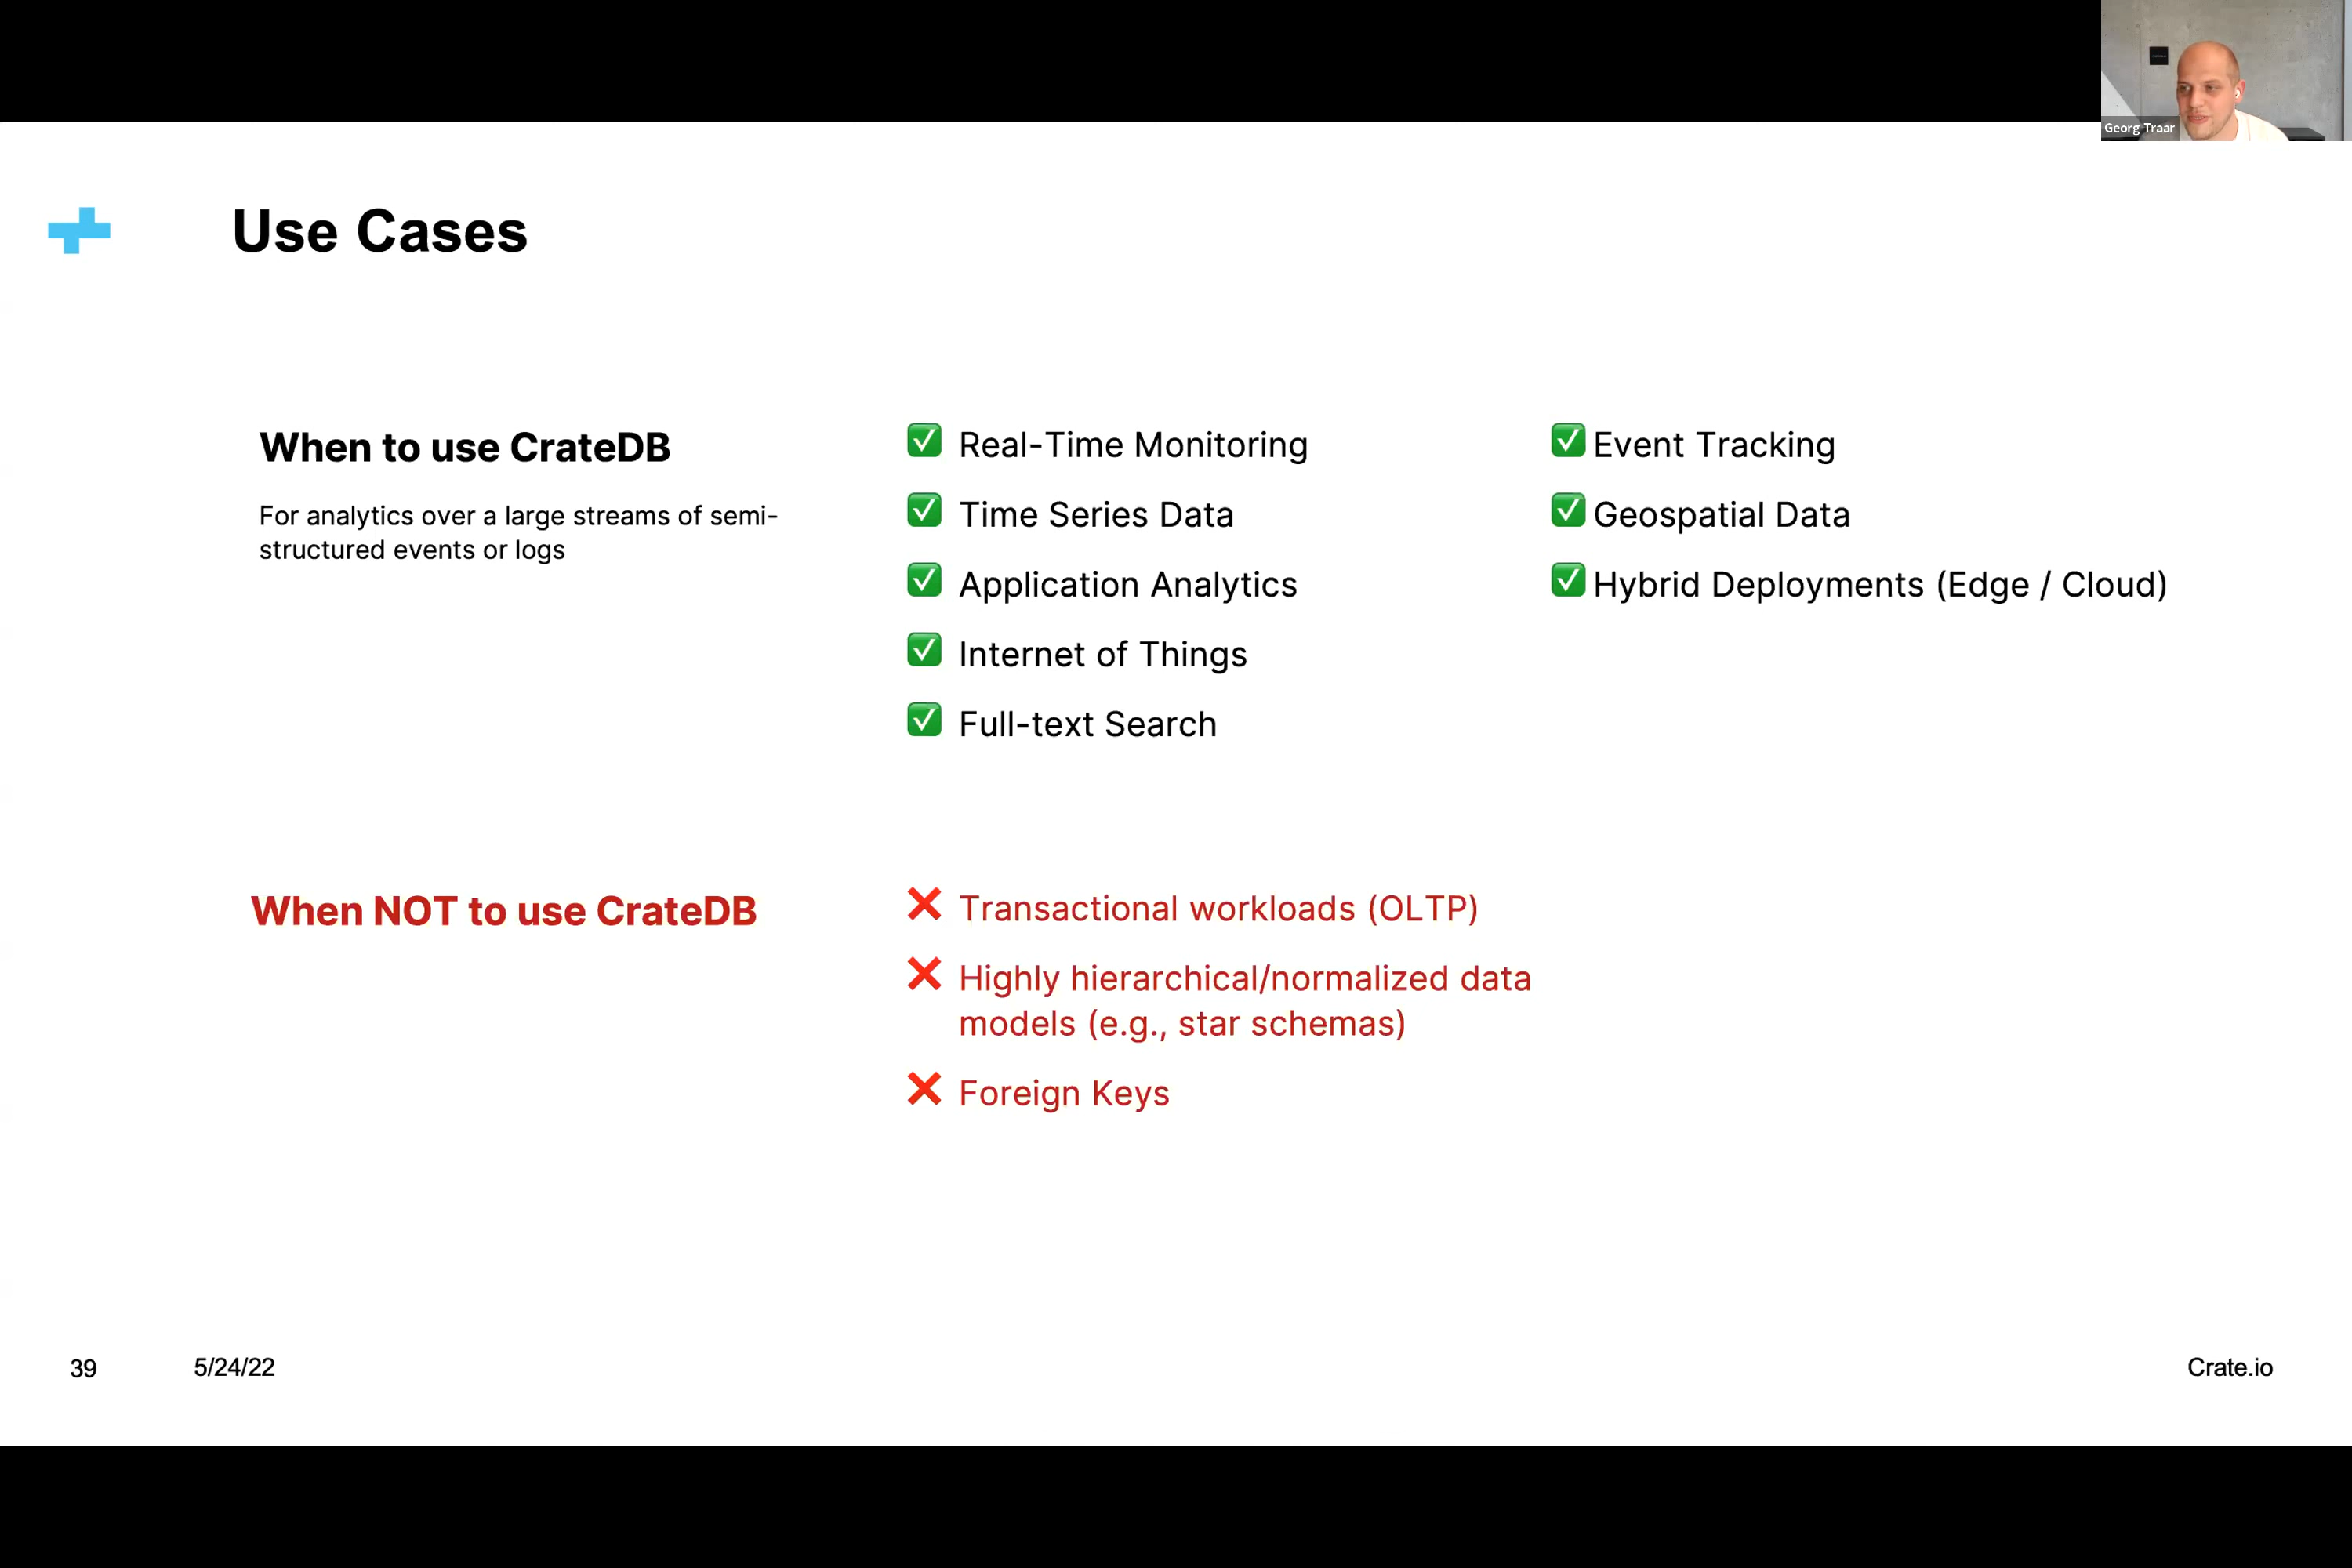 Georg Traar
Use Cases
When to use CrateDB
For analytics over a large streams of semi-
structured events or logs
Real-Time Monitoring
Time Series Data
Application Analytics
Internet of Things
Full-text Search
Event Tracking
Geospatial Data
Hybrid Deployments (Edge / Cloud)
When NOT to use CrateDB
Transactional workloads (OLTP)
Highly hierarchical/normalized data
models (e.g., star schemas)
Foreign Keys
39
5/24/22
Crate.io